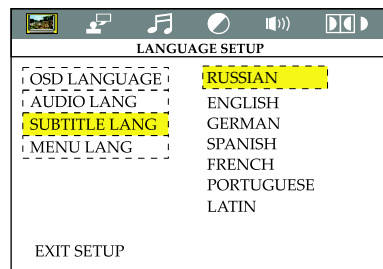 LANGUAGE SETUP
OSD LANGUAGE
AUDIO LANG
SUBTITLE LANG
MENU LANG
RUSSIAN
ENGLISH
GERMAN
SPANISH
FRENCH
PORTUGUESE
LATIN
EXIT SETUP